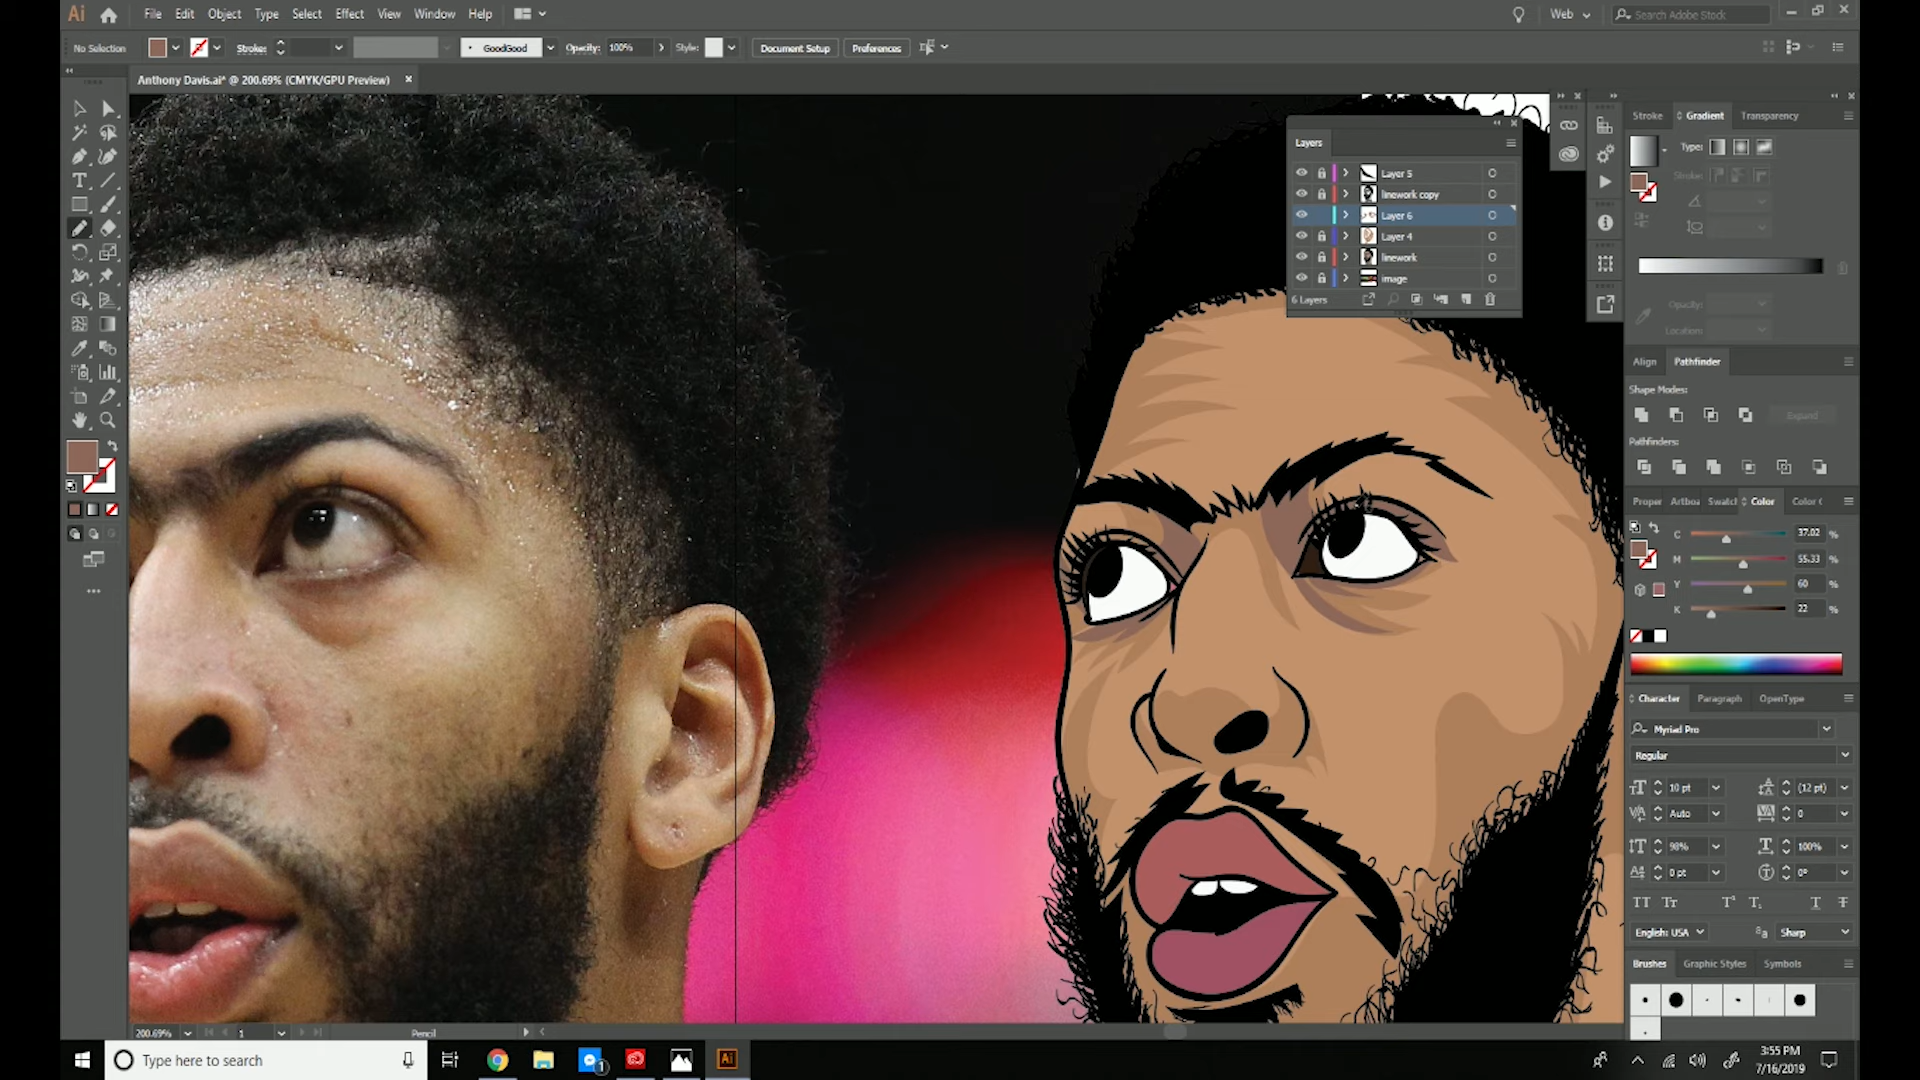 Ai File Edit Object Type Select Effect View Window Help Web Search Adobe Stock
No Selection Stroke: GoodGood Opacity: 100% Style: Document Setup Preferences
Anthony Davis.ai* @ 200.69% (CMYK/GPU Preview)
Stroke Gradient Transparency
Type:
Stroke:
Layers
Layer 5
linework copy
Layer 6
Layer 4
linework
image
6 Layers
Opacity:
Location:
Align Pathfinder
Shape Modes:
Expand
Pathfinders:
Proper Artboa Swatch Color Color
C 37.02 %
M 55.33 %
Y 60 %
K 22 %
Character Paragraph OpenType
Myriad Pro
Regular
10 pt (12 pt)
Auto 0
98% 100%
0 pt 0°
English: USA Sharp
Brushes Graphic Styles Symbols
200.69% 1 Pencil
Type here to search 1 Ai 3:55 PM
7/16/2019